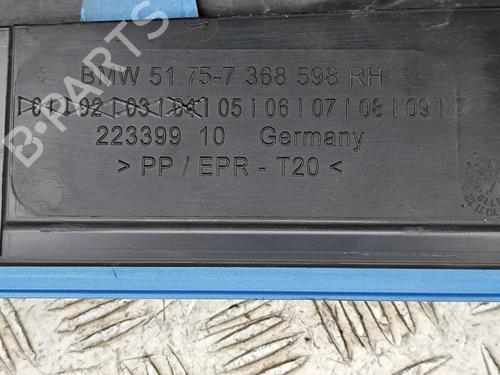 BMW 51.75-7 368 598 RH
|01|02|03|04|05|06|07|08|09|
223399 10 Germany
> PP / EPR - T20 <